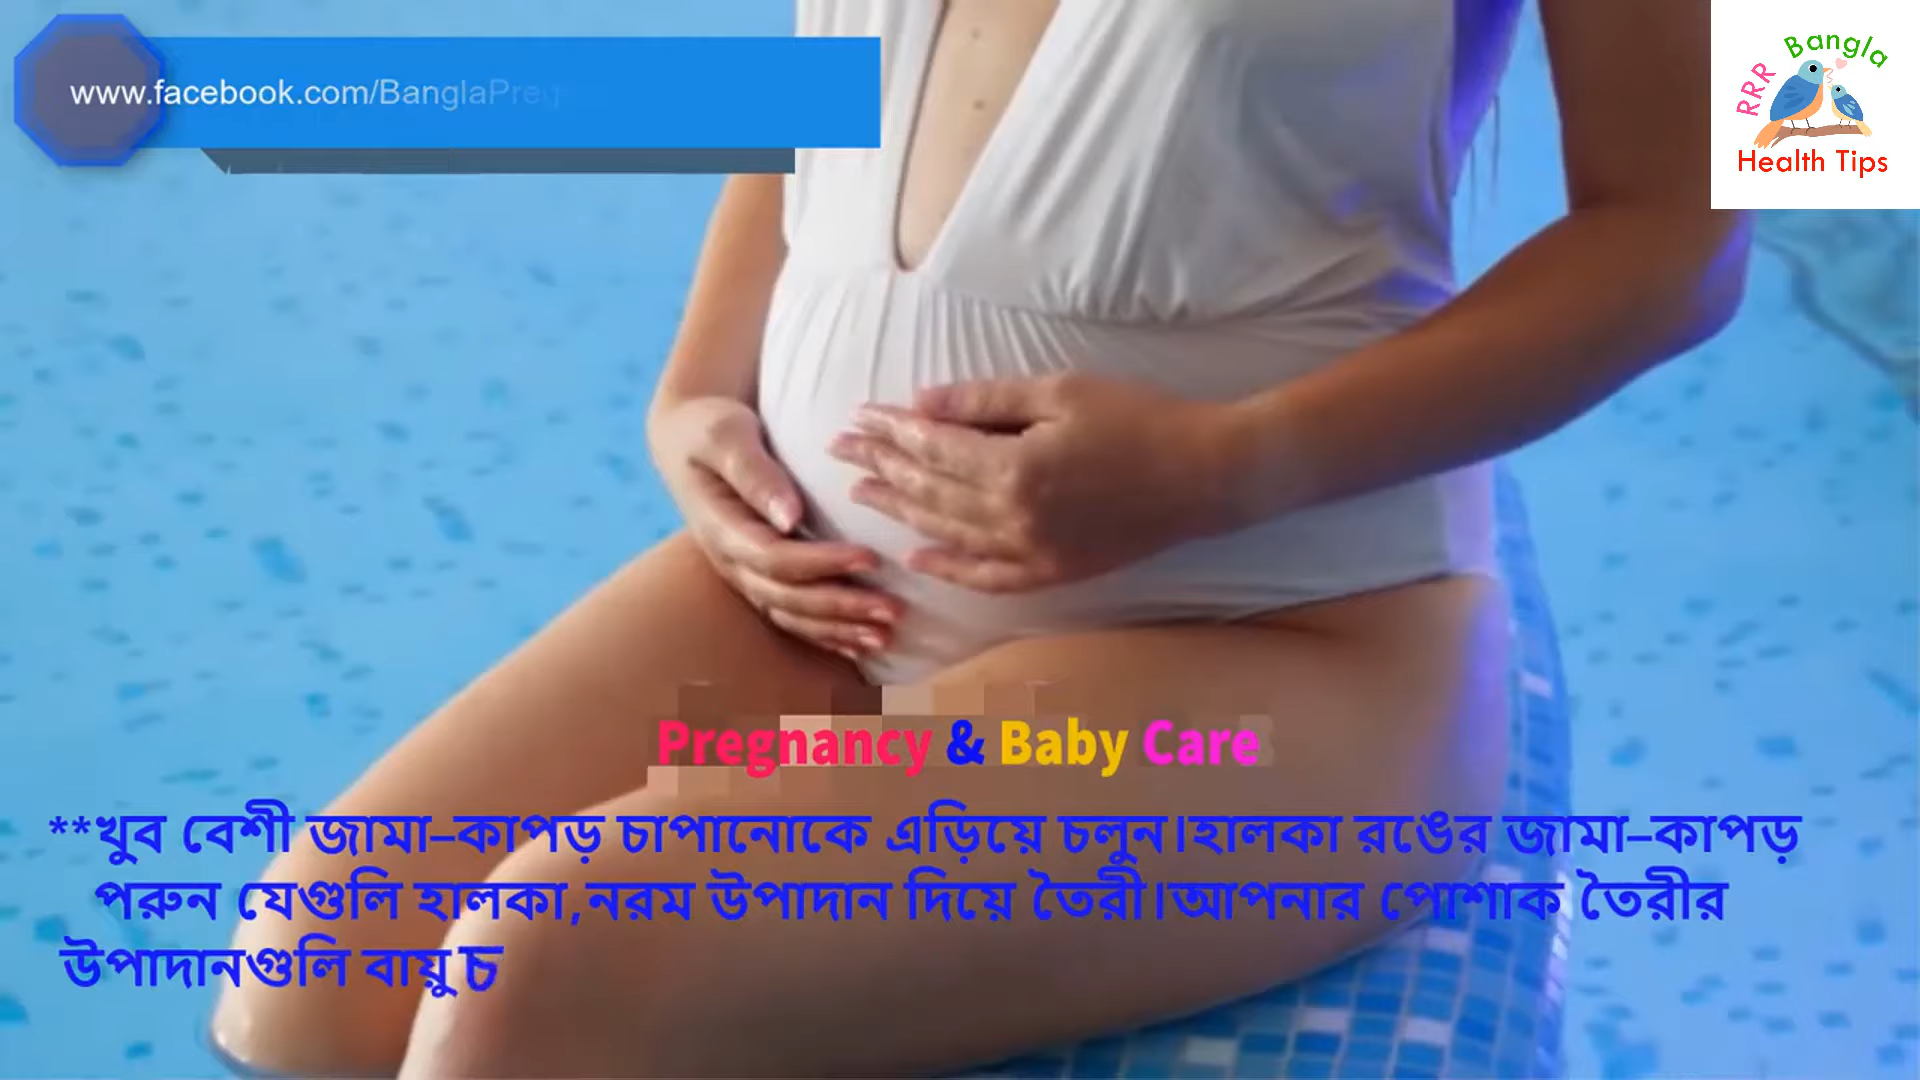 www.facebook.com/BanglaPreg
RRR Bangla
Health Tips
Pregnancy & Baby Care
**খুব বেশী জামা-কাপড় চাপানোকে এড়িয়ে চলুন।হালকা রঙের জামা-কাপড়
পরুন যেগুলি হালকা,নরম উপাদান দিয়ে তৈরী।আপনার পোশাক তৈরীর
উপাদানগুলি বায়ু চ